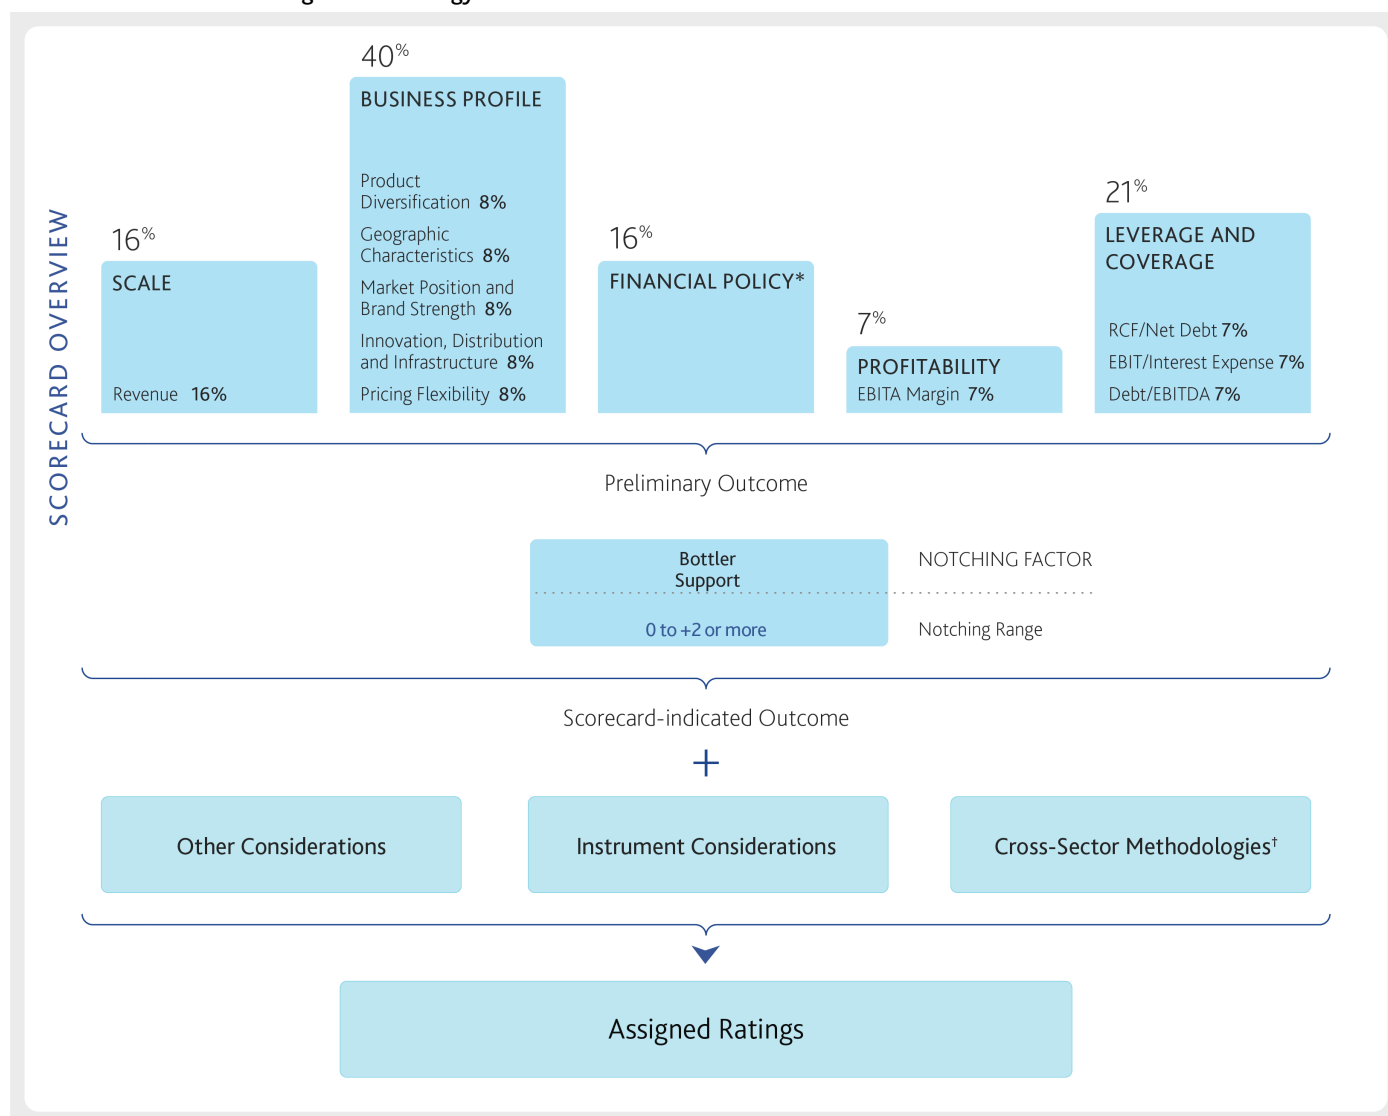 SCORECARD OVERVIEW
16%
SCALE
Revenue 16%
40%
BUSINESS PROFILE
Product
Diversification 8%
Geographic
Characteristics 8%
Market Position and
Brand Strength 8%
Innovation, Distribution
and Infrastructure 8%
Pricing Flexibility 8%
16%
FINANCIAL POLICY*
7%
PROFITABILITY
EBITA Margin 7%
21%
LEVERAGE AND
COVERAGE
RCF/Net Debt 7%
EBIT/Interest Expense 7%
Debt/EBITDA 7%
Preliminary Outcome
Bottler
Support
NOTCHING FACTOR
0 to +2 or more
Notching Range
Scorecard-indicated Outcome
+
Other Considerations
Instrument Considerations
Cross-Sector Methodologies†
Assigned Ratings